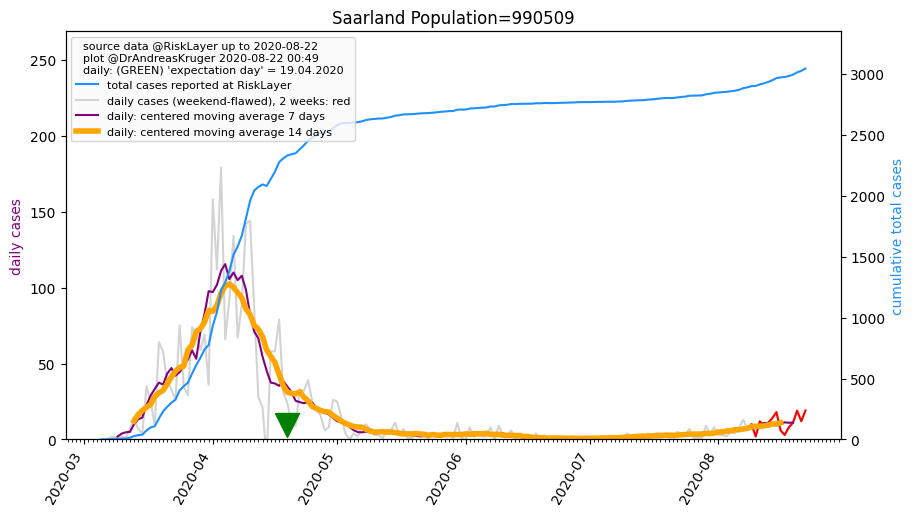 Saarland Population=990509
source data @RiskLayer up to 2020-08-22
plot @DrAndreasKruger 2020-08-22 00:49
daily: (GREEN) 'expectation day' = 19.04.2020
total cases reported at RiskLayer
daily cases (weekend-flawed), 2 weeks: red
daily: centered moving average 7 days
daily: centered moving average 14 days
daily cases
250
200
150
100
50
0
cumulative total cases
3000
2500
2000
1500
1000
500
0
2020-03
2020-04
2020-05
2020-06
2020-07
2020-08